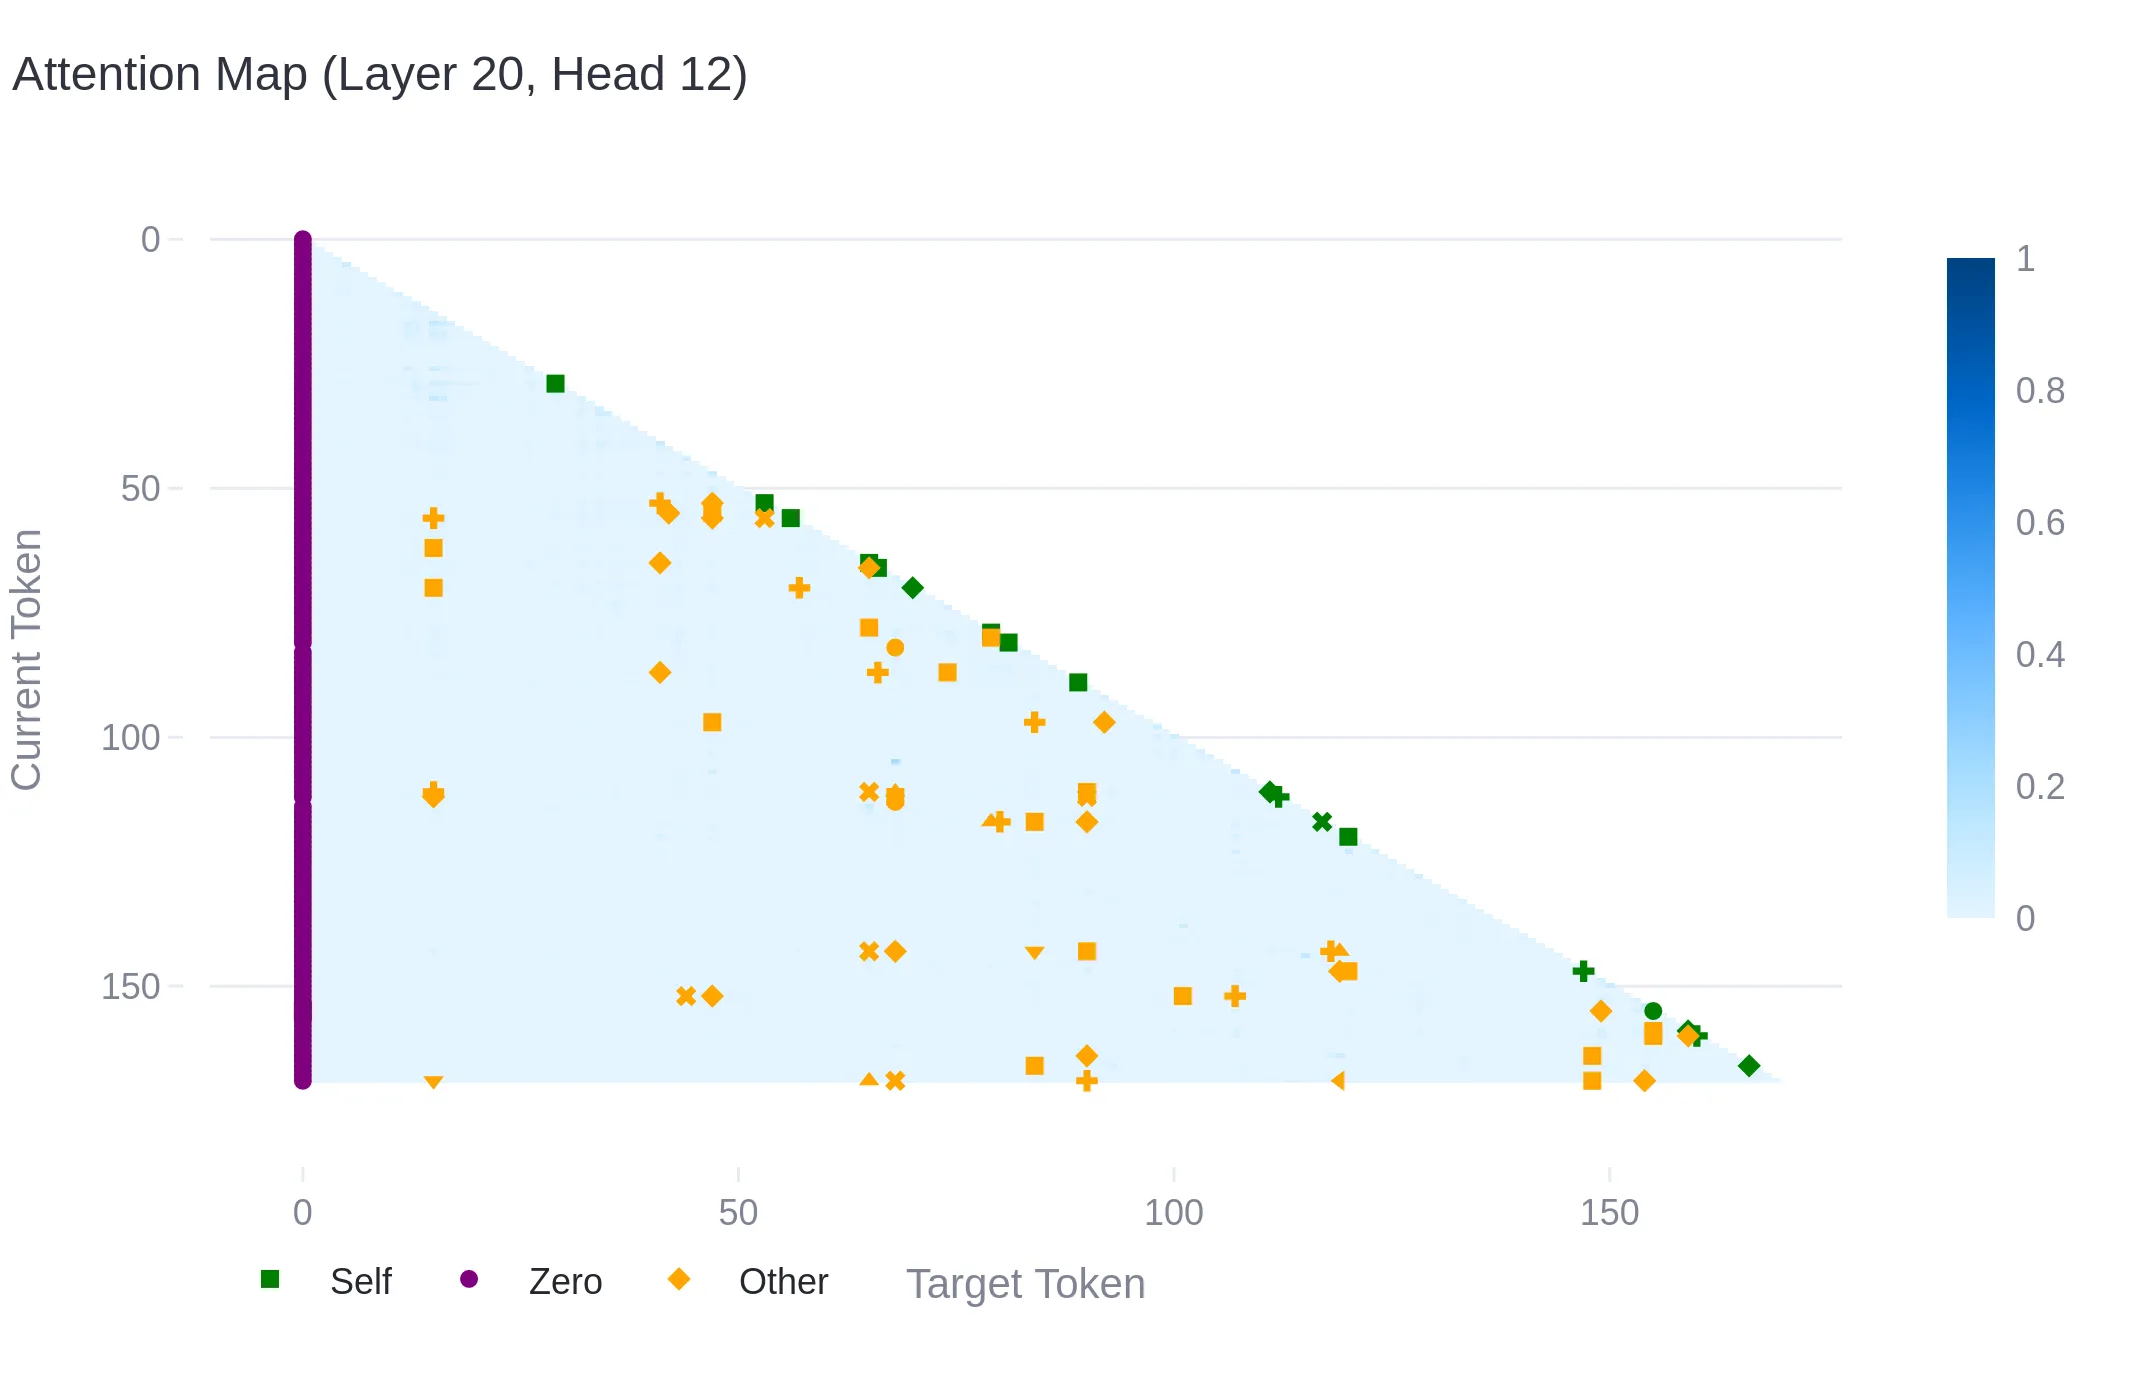 Attention Map (Layer 20, Head 12)
Current Token
0
50
100
150
0
50
100
150
Target Token
Self
Zero
Other
1
0.8
0.6
0.4
0.2
0